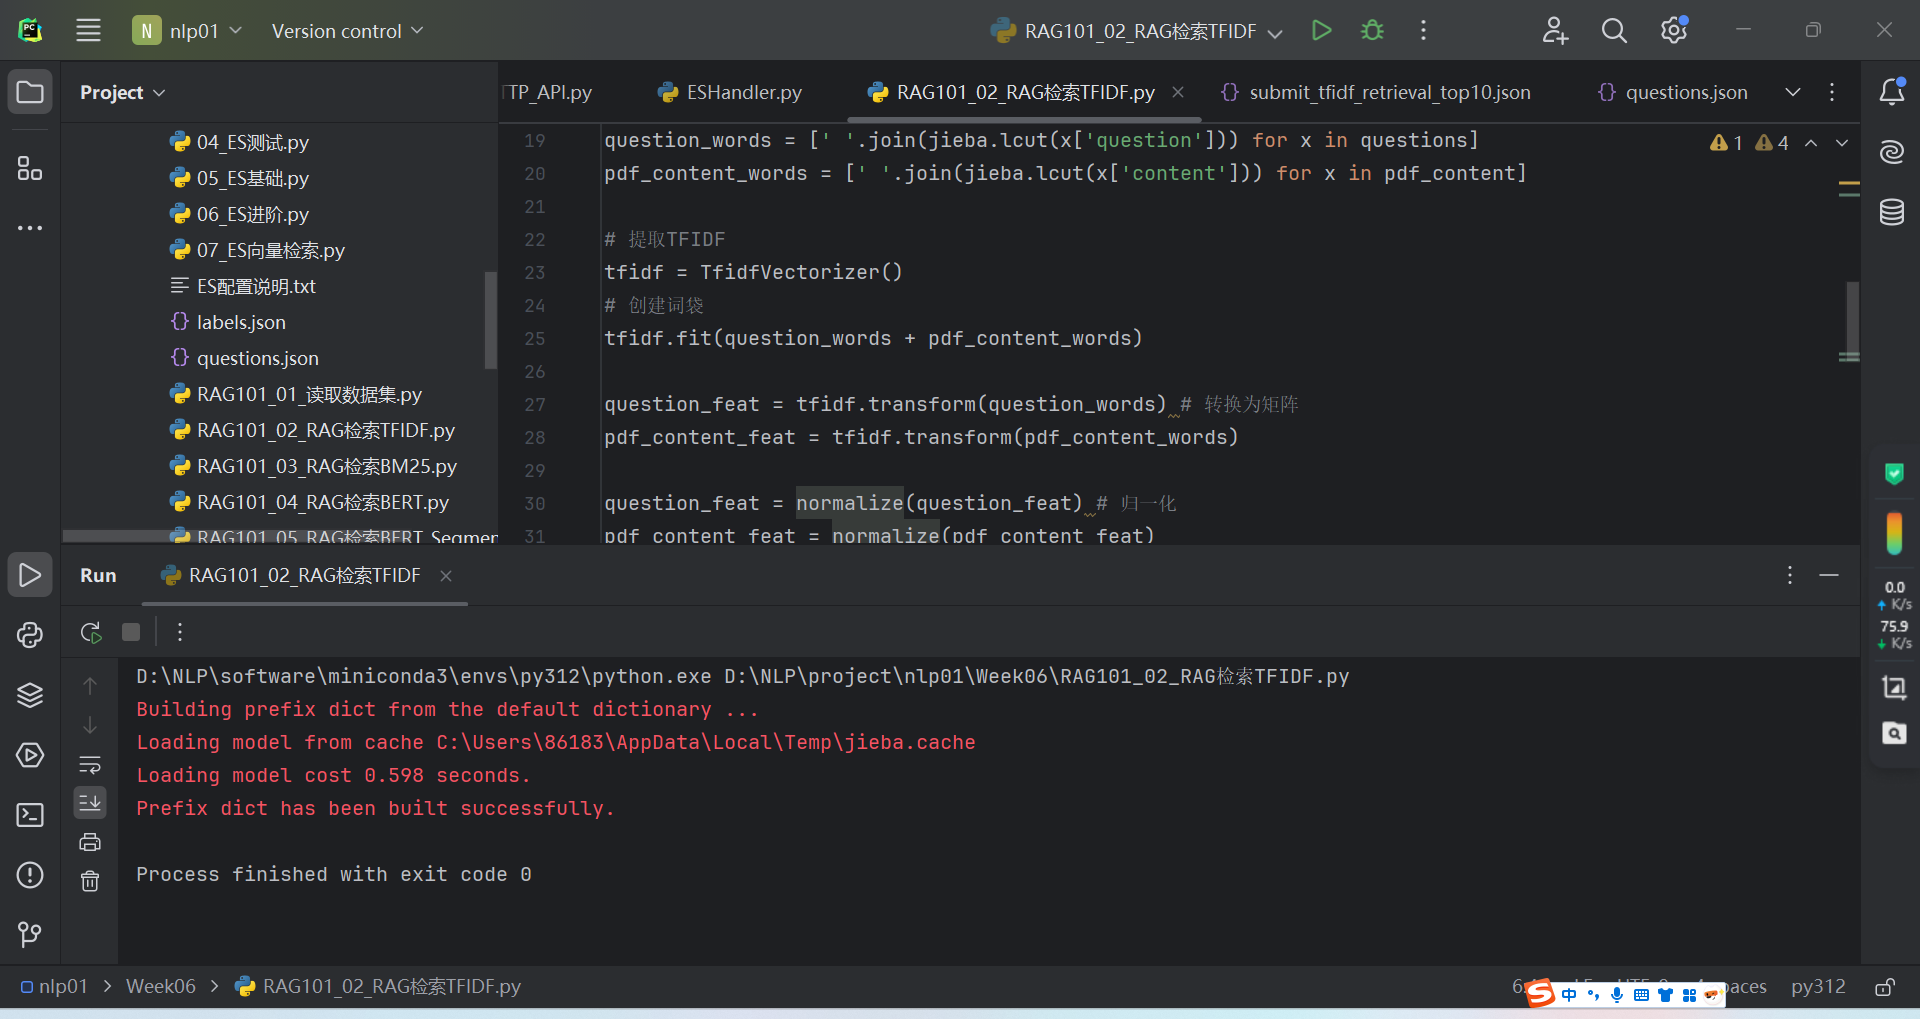 N nlp01 Version control RAG101_02_RAG检索TFIDF
Project
TP_API.py ESHandler.py RAG101_02_RAG检索TFIDF.py submit_tfidf_retrieval_top10.json questions.json
04_ES测试.py
05_ES基础.py
06_ES进阶.py
07_ES向量检索.py
ES配置说明.txt
labels.json
questions.json
RAG101_01_读取数据集.py
RAG101_02_RAG检索TFIDF.py
RAG101_03_RAG检索BM25.py
RAG101_04_RAG检索BERT.py
RAG101_05_RAG检索BERT_Segmen
1 4
19 question_words = [' '.join(jieba.lcut(x['question'])) for x in questions]
20 pdf_content_words = [' '.join(jieba.lcut(x['content'])) for x in pdf_content]
21
22 # 提取TFIDF
23 tfidf = TfidfVectorizer()
24 # 创建词袋
25 tfidf.fit(question_words + pdf_content_words)
26
27 question_feat = tfidf.transform(question_words) # 转换为矩阵
28 pdf_content_feat = tfidf.transform(pdf_content_words)
29
30 question_feat = normalize(question_feat) # 归一化
31 pdf_content_feat = normalize(pdf_content_feat)
Run RAG101_02_RAG检索TFIDF
D:\NLP\software\miniconda3\envs\py312\python.exe D:\NLP\project\nlp01\Week06\RAG101_02_RAG检索TFIDF.py
Building prefix dict from the default dictionary ...
Loading model from cache C:\Users\86183\AppData\Local\Temp\jieba.cache
Loading model cost 0.598 seconds.
Prefix dict has been built successfully.
Process finished with exit code 0
0.0
K/s
75.9
K/s
nlp01 Week06 RAG101_02_RAG检索TFIDF.py
py312
中